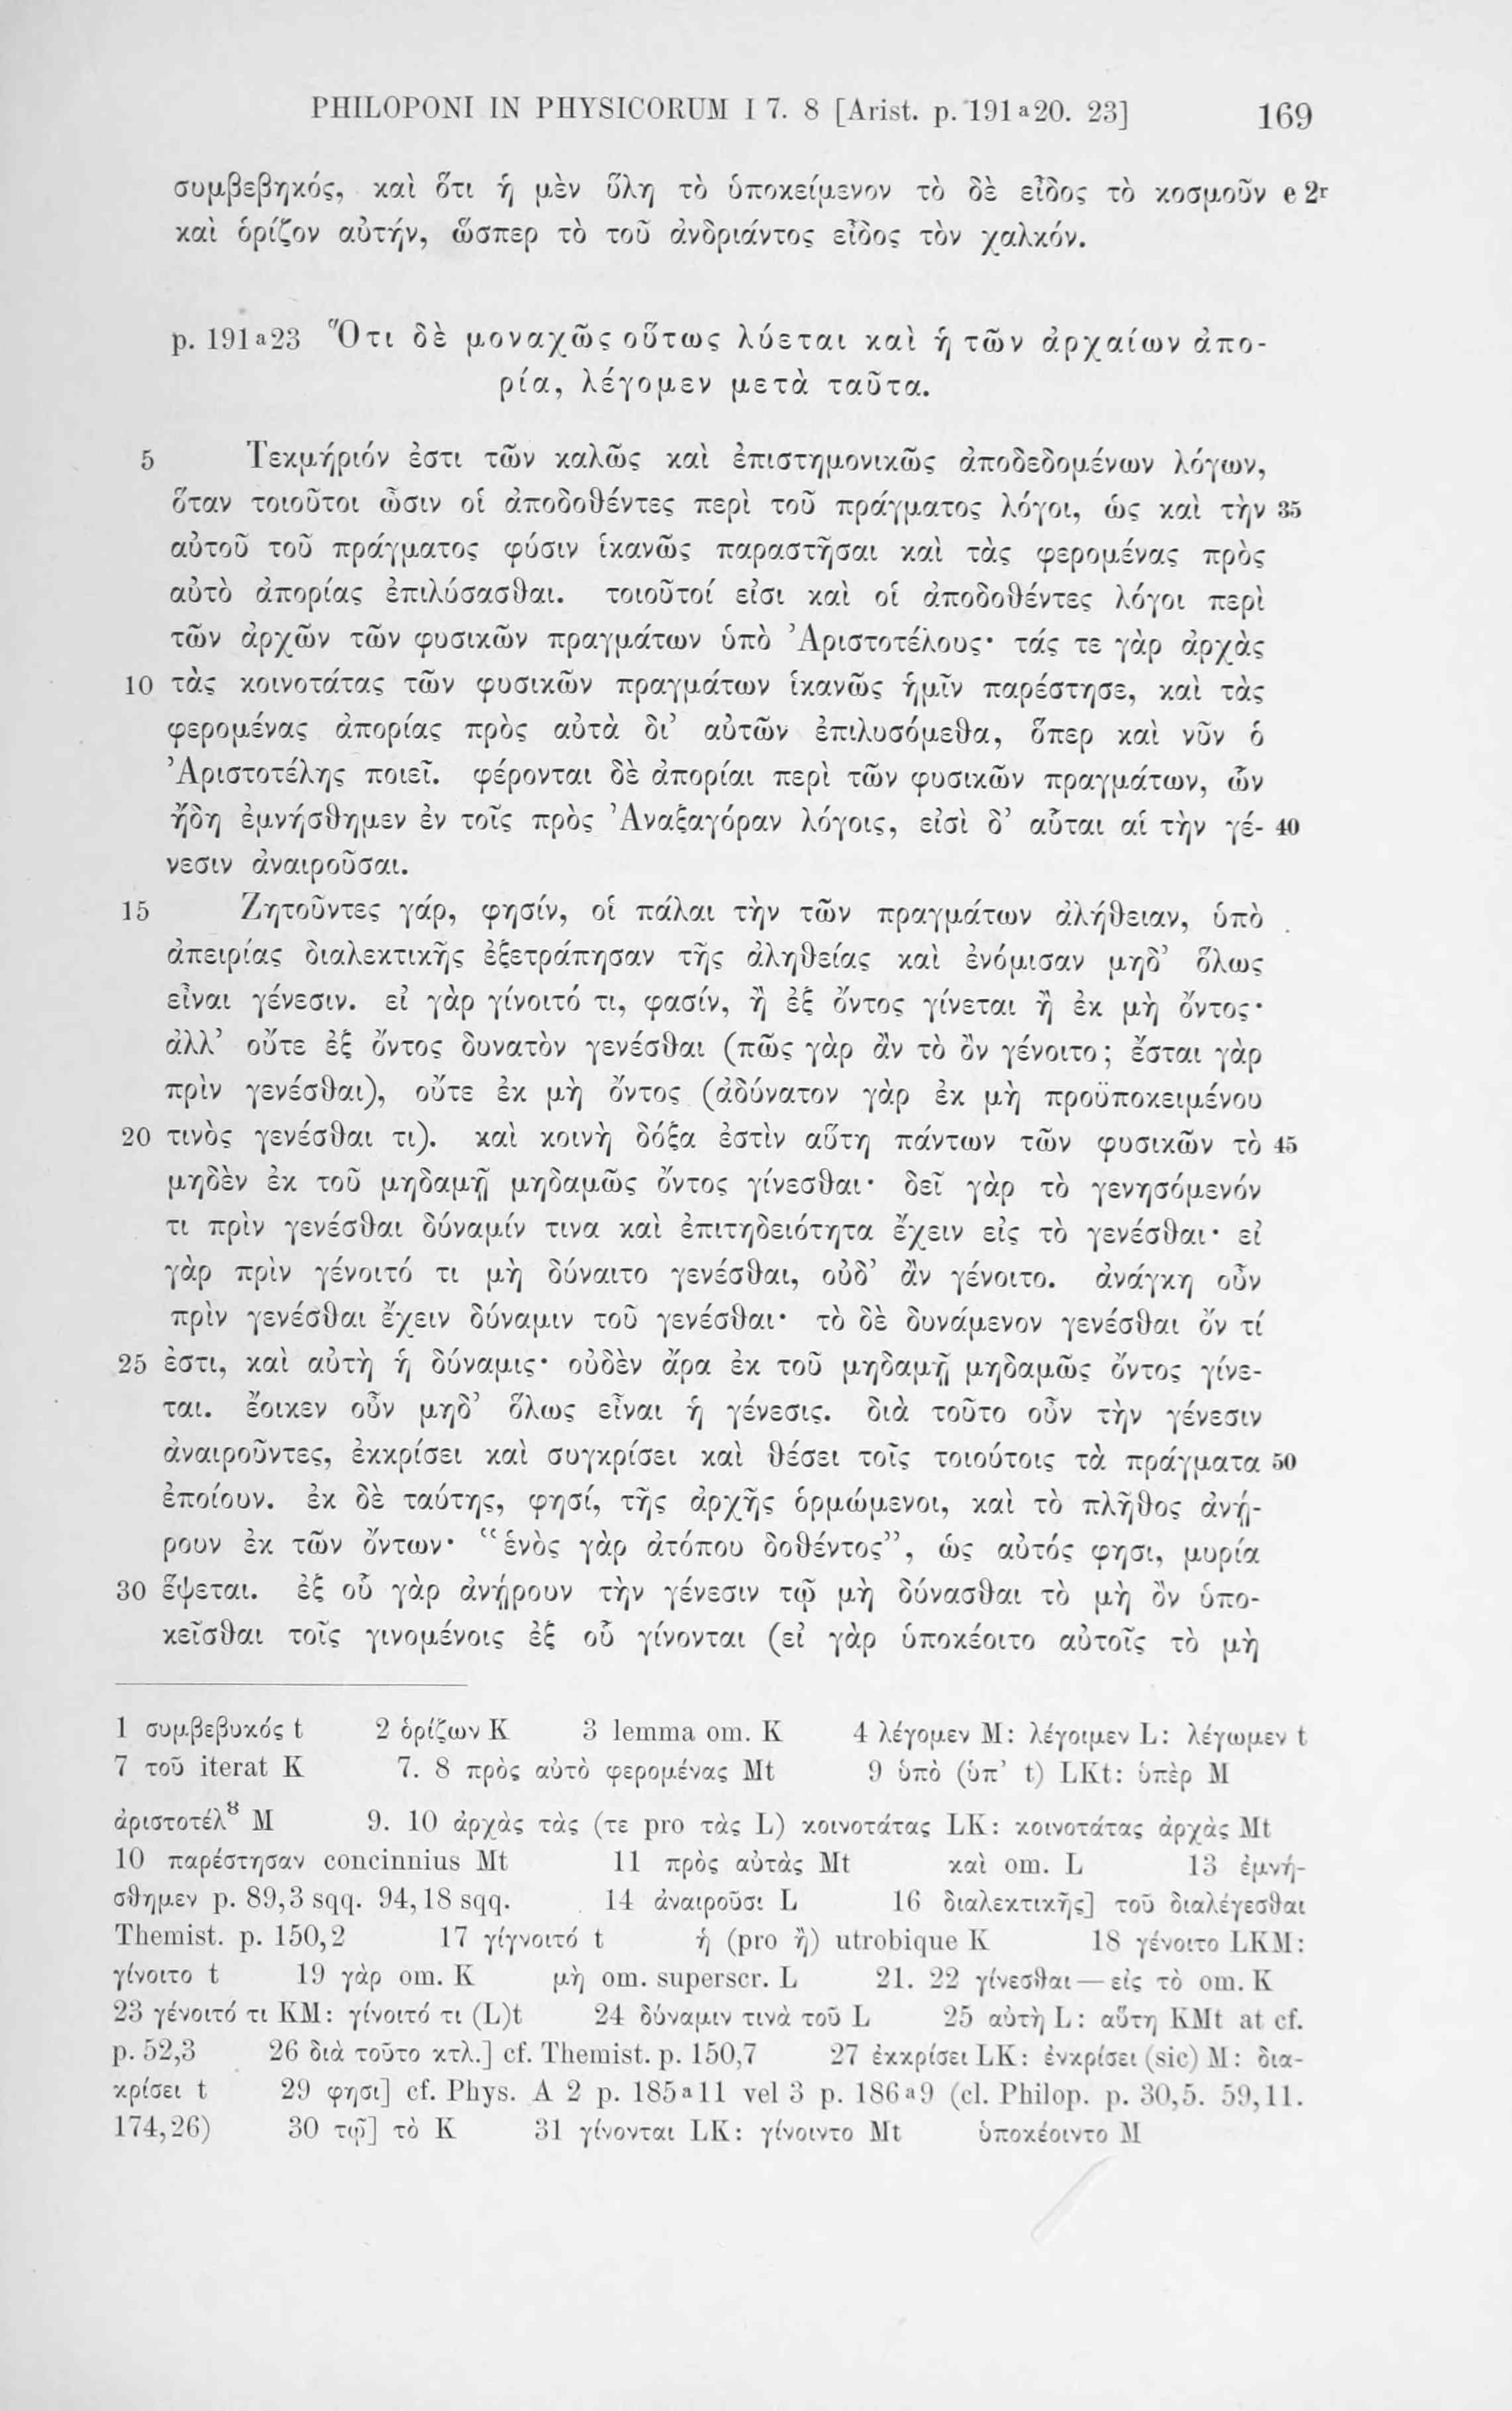 PHILOPONI IN PHYSICORUM I 7. 8 [Arist. p. 191a20. 23] 169
συμβεβηκός, καὶ ὅτι ἡ μὲν ὕλη τὸ ὑποκείμενον τὸ δὲ εἶδος τὸ κοσμοῦν e 2r
καὶ ὁρίζον αὐτήν, ὥσπερ τὸ τοῦ ἀνδριάντος εἶδος τὸν χαλκόν.
p. 191a23 Ὅτι δὲ μοναχῶς οὕτως λύεται καὶ ἡ τῶν ἀρχαίων ἀπο-
ρία, λέγομεν μετὰ ταῦτα.
5 Τεκμήριόν ἐστι τῶν καλῶς καὶ ἐπιστημονικῶς ἀποδεδομένων λόγων,
ὅταν τοιοῦτοι ὦσιν οἱ ἀποδοθέντες περὶ τοῦ πράγματος λόγοι, ὡς καὶ τὴν 35
αὐτοῦ τοῦ πράγματος φύσιν ἱκανῶς παραστῆσαι καὶ τὰς φερομένας πρὸς
αὐτὸ ἀπορίας ἐπιλύσασθαι. τοιοῦτοί εἰσι καὶ οἱ ἀποδοθέντες λόγοι περὶ
τῶν ἀρχῶν τῶν φυσικῶν πραγμάτων ὑπὸ Ἀριστοτέλους· τάς τε γὰρ ἀρχὰς
10 τὰς κοινοτάτας τῶν φυσικῶν πραγμάτων ἱκανῶς ἡμῖν παρέστησε, καὶ τὰς
φερομένας ἀπορίας πρὸς αὐτὰ δι’ αὐτῶν ἐπιλυσόμεθα, ὅπερ καὶ νῦν ὁ
Ἀριστοτέλης ποιεῖ. φέρονται δὲ ἀπορίαι περὶ τῶν φυσικῶν πραγμάτων, ὧν
ἤδη ἐμνήσθημεν ἐν τοῖς πρὸς Ἀναξαγόραν λόγοις, εἰσὶ δ’ αὗται αἱ τὴν γέ- 40
νεσιν ἀναιροῦσαι.
15 Ζητοῦντες γάρ, φησίν, οἱ πάλαι τὴν τῶν πραγμάτων ἀλήθειαν, ὑπὸ
ἀπειρίας διαλεκτικῆς ἐξετράπησαν τῆς ἀληθείας καὶ ἐνόμισαν μηδ’ ὅλως
εἶναι γένεσιν. εἰ γὰρ γίνοιτό τι, φασίν, ἢ ἐξ ὄντος γίνεται ἢ ἐκ μὴ ὄντος·
ἀλλ’ οὔτε ἐξ ὄντος δυνατὸν γενέσθαι (πῶς γὰρ ἂν τὸ ὂν γένοιτο; ἔσται γὰρ
πρὶν γενέσθαι), οὔτε ἐκ μὴ ὄντος (ἀδύνατον γὰρ ἐκ μὴ προϋποκειμένου
20 τινὸς γενέσθαι τι). καὶ κοινὴ δόξα ἐστὶν αὕτη πάντων τῶν φυσικῶν τὸ 45
μηδὲν ἐκ τοῦ μηδαμῇ μηδαμῶς ὄντος γίνεσθαι· δεῖ γὰρ τὸ γενησόμενόν
τι πρὶν γενέσθαι δύναμίν τινα καὶ ἐπιτηδειότητα ἔχειν εἰς τὸ γενέσθαι· εἰ
γὰρ πρὶν γένοιτό τι μὴ δύναιτο γενέσθαι, οὐδ’ ἂν γένοιτο. ἀνάγκη οὖν
πρὶν γενέσθαι ἔχειν δύναμιν τοῦ γενέσθαι· τὸ δὲ δυνάμενον γενέσθαι ὄν τί
25 ἐστι, καὶ αὐτὴ ἡ δύναμις· οὐδὲν ἄρα ἐκ τοῦ μηδαμῇ μηδαμῶς ὄντος γίνε-
ται. ἔοικεν οὖν μηδ’ ὅλως εἶναι ἡ γένεσις. διὰ τοῦτο οὖν τὴν γένεσιν
ἀναιροῦντες, ἐκκρίσει καὶ συγκρίσει καὶ θέσει τοῖς τοιούτοις τὰ πράγματα 50
ἐποίουν. ἐκ δὲ ταύτης, φησί, τῆς ἀρχῆς ὁρμώμενοι, καὶ τὸ πλῆθος ἀνῄ-
ρουν ἐκ τῶν ὄντων· “ἑνὸς γὰρ ἀτόπου δοθέντος”, ὡς αὐτός φησι, μυρία
30 ἕψεται. ἐξ οὗ γὰρ ἀνῄρουν τὴν γένεσιν τῷ μὴ δύνασθαι τὸ μὴ ὂν ὑπο-
κεῖσθαι τοῖς γινομένοις ἐξ οὗ γίνονται (εἰ γὰρ ὑποκέοιτο αὐτοῖς τὸ μὴ
1 συμβεβυκός t 2 ὁρίζων K 3 lemma om. K 4 λέγομεν M: λέγοιμεν L: λέγωμεν t
7 τοῦ iterat K 7. 8 πρὸς αὐτὸ φερομένας Mt 9 ὑπὸ (ὑπ’ t) LKt: ὑπὲρ M
ἀριστοτέλȣ M 9. 10 ἀρχὰς τὰς (τε pro τὰς L) κοινοτάτας LK: κοινοτάτας ἀρχὰς Mt
10 παρέστησαν concinnius Mt 11 πρὸς αὐτὰς Mt καὶ om. L 13 ἐμνή-
σθημεν p. 89,3 sqq. 94,18 sqq. 14 ἀναιροῦσι L 16 διαλεκτικῆς] τοῦ διαλέγεσθαι
Themist. p. 150,2 17 γίγνοιτό t ἡ (pro ἢ) utrobique K 18 γένοιτο LKM:
γίνοιτο t 19 γὰρ om. K μὴ om. superscr. L 21. 22 γίνεσθαι — εἰς τὸ om. K
23 γένοιτό τι KM: γίνοιτό τι (L)t 24 δύναμιν τινὰ τοῦ L 25 αὐτὴ L: αὕτη KMt at cf.
p. 52,3 26 διὰ τοῦτο κτλ.] cf. Themist. p. 150,7 27 ἐκκρίσει LK: ἐνκρίσει (sic) M: δια-
κρίσει t 29 φησι] cf. Phys. A 2 p. 185a11 vel 3 p. 186a9 (cl. Philop. p. 30,5. 59,11.
174,26) 30 τῷ] τὸ K 31 γίνονται LK: γίνοιντο Mt ὑποκέοιντο M